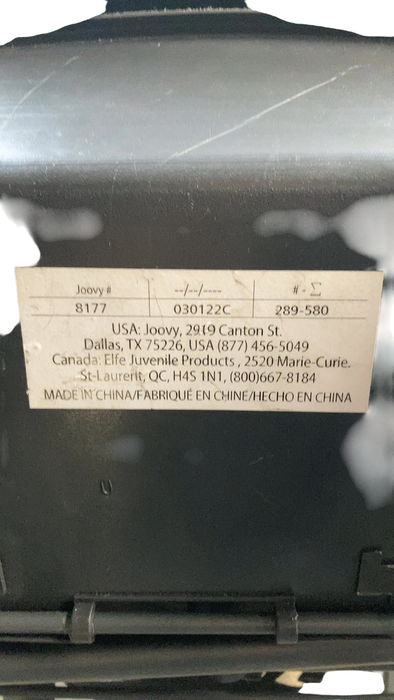 Joovy # --/--/---- # - Σ
8177 030122C 289-580
USA: Joovy, 2919 Canton St.
Dallas, TX 75226, USA (877) 456-5049
Canada: Elfe Juvenile Products , 2520 Marie-Curie.
St-Laurent, QC, H4S 1N1, (800)667-8184
MADE IN CHINA/FABRIQUÉ EN CHINE/HECHO EN CHINA